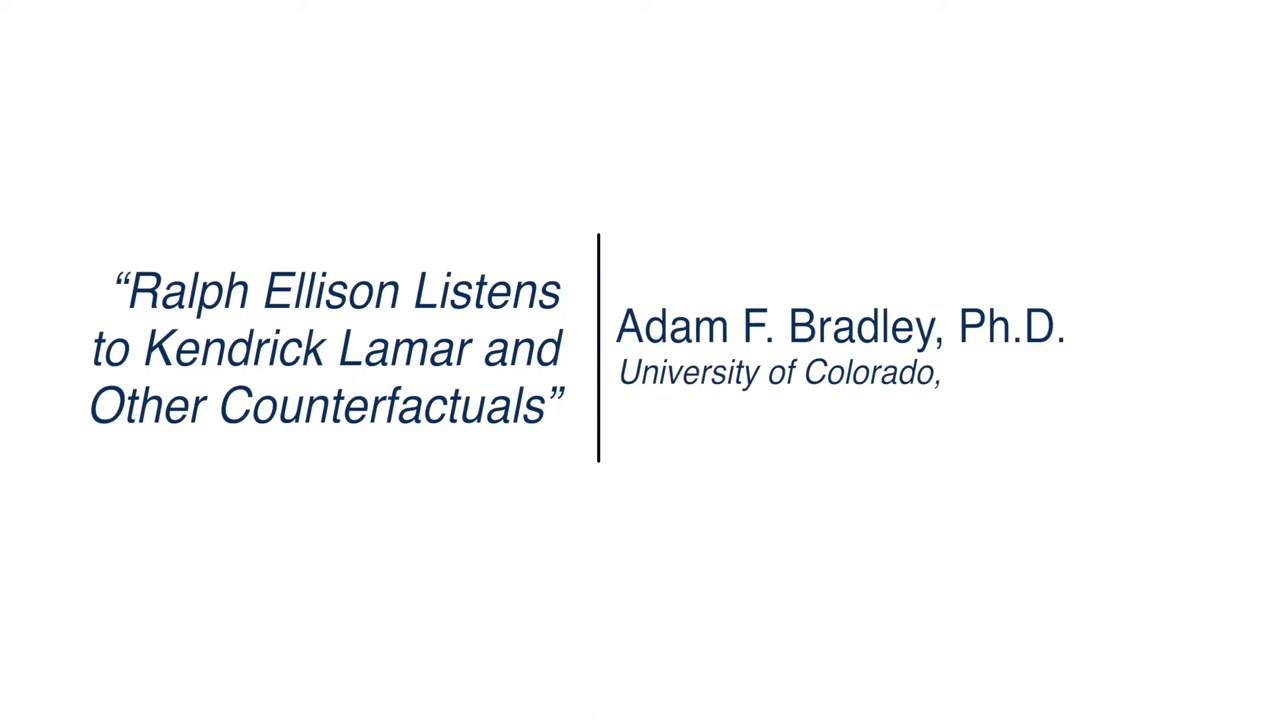 “Ralph Ellison Listens
to Kendrick Lamar and
Other Counterfactuals”
Adam F. Bradley, Ph.D.
University of Colorado,